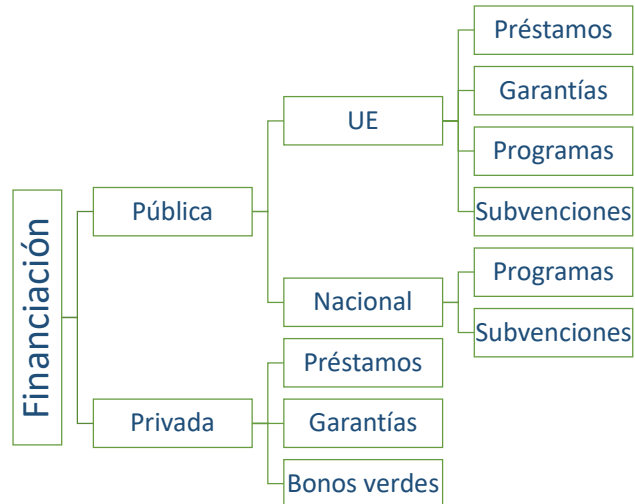 Financiación
Pública
UE
Préstamos
Garantías
Programas
Subvenciones
Nacional
Programas
Subvenciones
Privada
Préstamos
Garantías
Bonos verdes